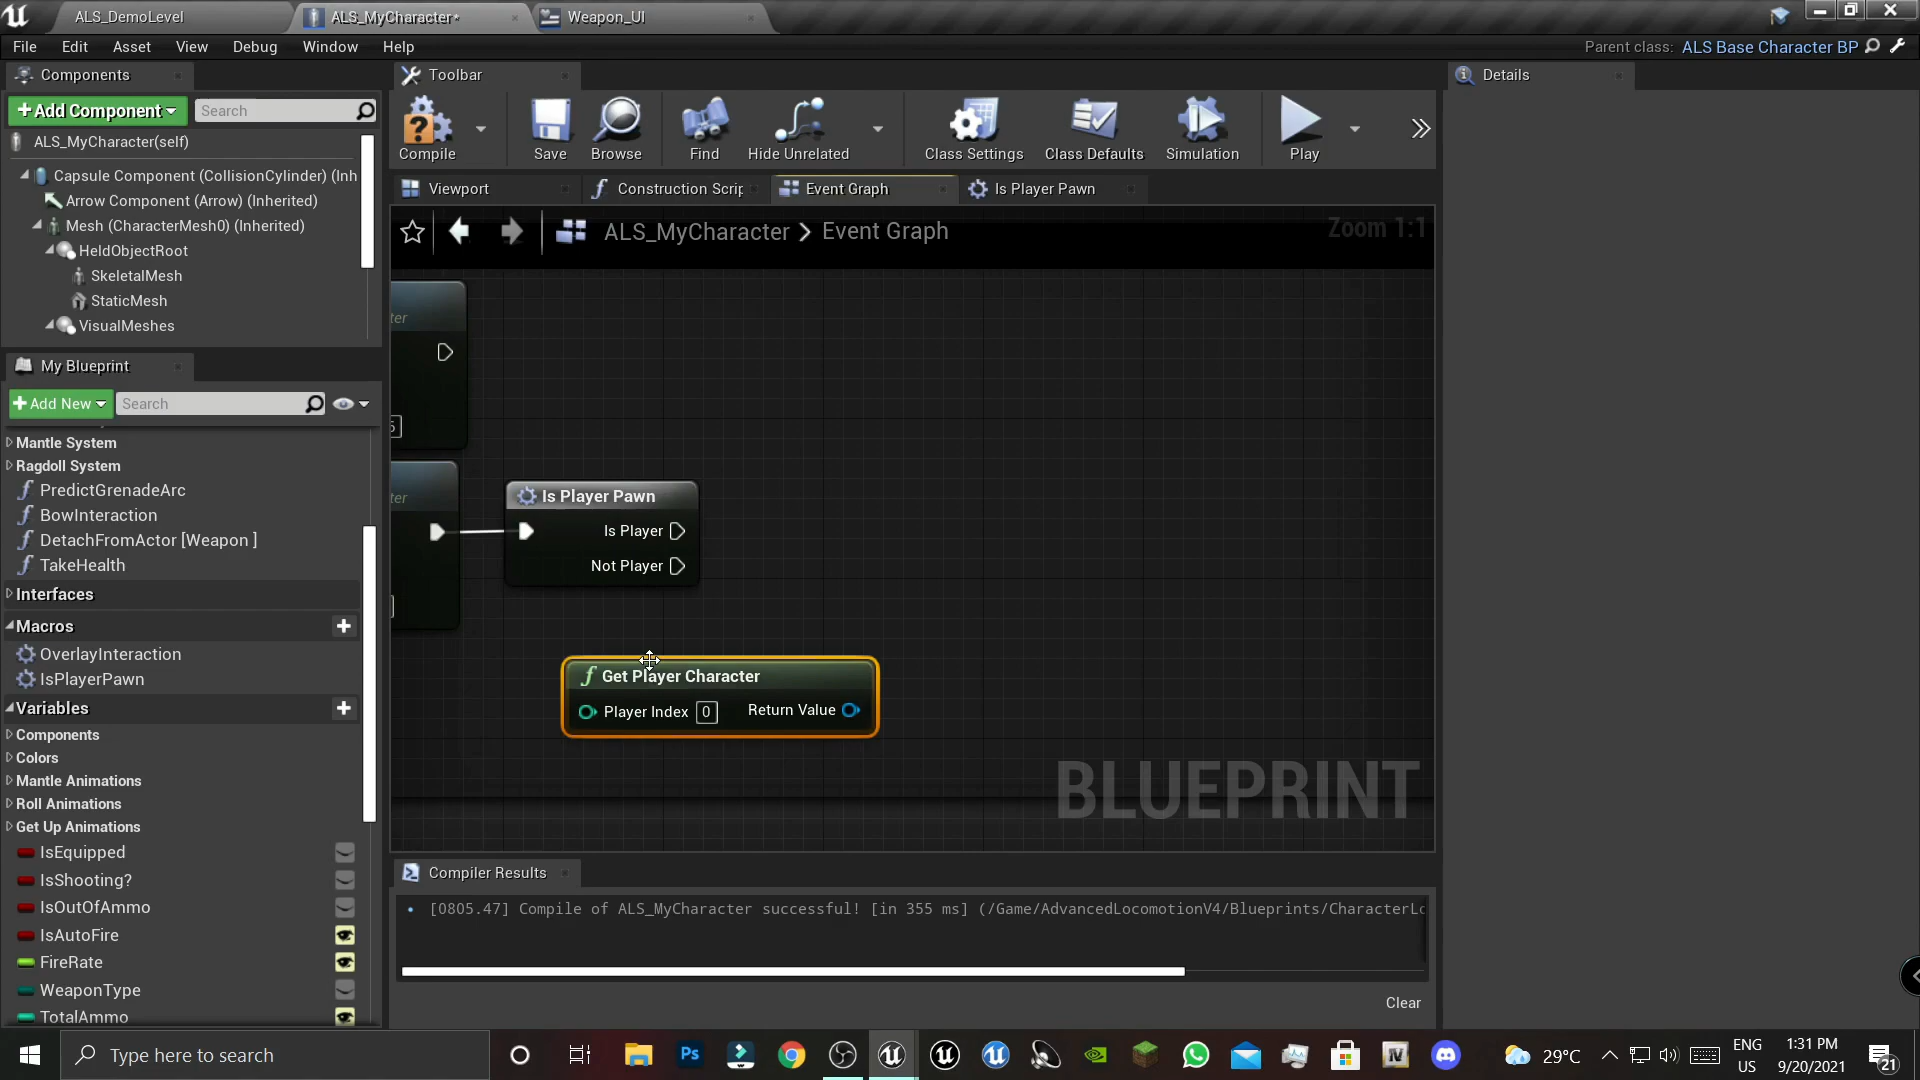 ALS_DemoLevel
ALS_MyCharacter*
Weapon_UI
File Edit Asset View Debug Window Help
Parent class: ALS Base Character BP
Components
Toolbar
Details
+Add Component
Search
ALS_MyCharacter(self)
Capsule Component (CollisionCylinder) (Inh
Arrow Component (Arrow) (Inherited)
Mesh (CharacterMesh0) (Inherited)
HeldObjectRoot
SkeletalMesh
StaticMesh
VisualMeshes
Compile
Save
Browse
Find
Hide Unrelated
Class Settings
Class Defaults
Simulation
Play
Viewport
Construction Scrip
Event Graph
Is Player Pawn
ALS_MyCharacter > Event Graph
Zoom 1:1
My Blueprint
+Add New
Search
Mantle System
Ragdoll System
PredictGrenadeArc
BowInteraction
DetachFromActor [Weapon ]
TakeHealth
Interfaces
Macros
OverlayInteraction
IsPlayerPawn
Variables
Components
Colors
Mantle Animations
Roll Animations
Get Up Animations
IsEquipped
IsShooting?
IsOutOfAmmo
IsAutoFire
FireRate
WeaponType
TotalAmmo
ter
ter
Is Player Pawn
Is Player
Not Player
Get Player Character
Player Index 0 Return Value
BLUEPRINT
Compiler Results
[0805.47] Compile of ALS_MyCharacter successful! [in 355 ms] (/Game/AdvancedLocomotionV4/Blueprints/CharacterLo
Clear
Type here to search
Ps
IV
29°C
ENG
US
1:31 PM
9/20/2021
21